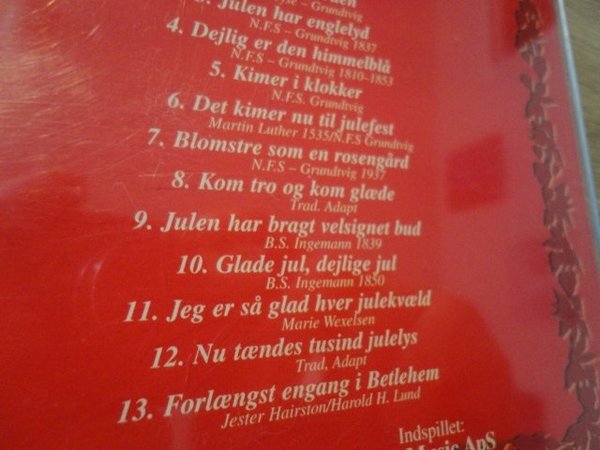 3. Julen har englelyd
N.F.S – Grundtvig 1837
4. Dejlig er den himmelblå
N.F.S – Grundtvig 1810–1853
5. Kimer i klokker
N.F.S. Grundtvig
6. Det kimer nu til julefest
Martin Luther 1535/N.F.S Grundtvig
7. Blomstre som en rosengård
N.F.S – Grundtvig 1937
8. Kom tro og kom glæde
Trad. Adapt
9. Julen har bragt velsignet bud
B.S. Ingemann 1839
10. Glade jul, dejlige jul
B.S. Ingemann 1850
11. Jeg er så glad hver julekvæld
Marie Wexelsen
12. Nu tændes tusind julelys
Trad, Adapt
13. Forlængst engang i Betlehem
Jester Hairston/Harold H. Lund
Indspillet:
Music ApS